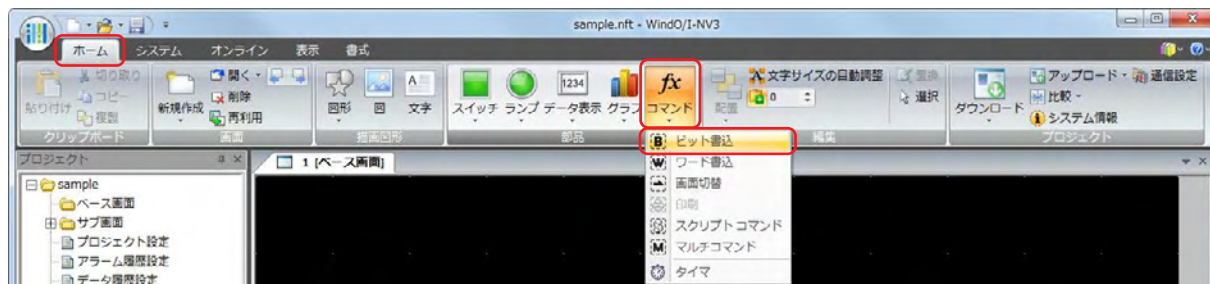 sample.nft - WindO/I-NV3
ホーム システム オンライン 表示 書式
貼り付け 切り取り コピー 複製
クリップボード
新規作成 開く 削除 再利用
画面
図形 図 A 文字
描画図形
スイッチ ランプ 1234 データ表示 グラフ fx コマンド
部品
配置 文字サイズの自動調整 0 置換 選択
編集
ダウンロード アップロード 通信設定 比較 システム情報
プロジェクト
B ビット書込
W ワード書込
画面切替
印刷
スクリプトコマンド
M マルチコマンド
タイマ
プロジェクト
sample
ベース画面
サブ画面
プロジェクト設定
アラーム履歴設定
データ履歴設定
1 [ベース画面]